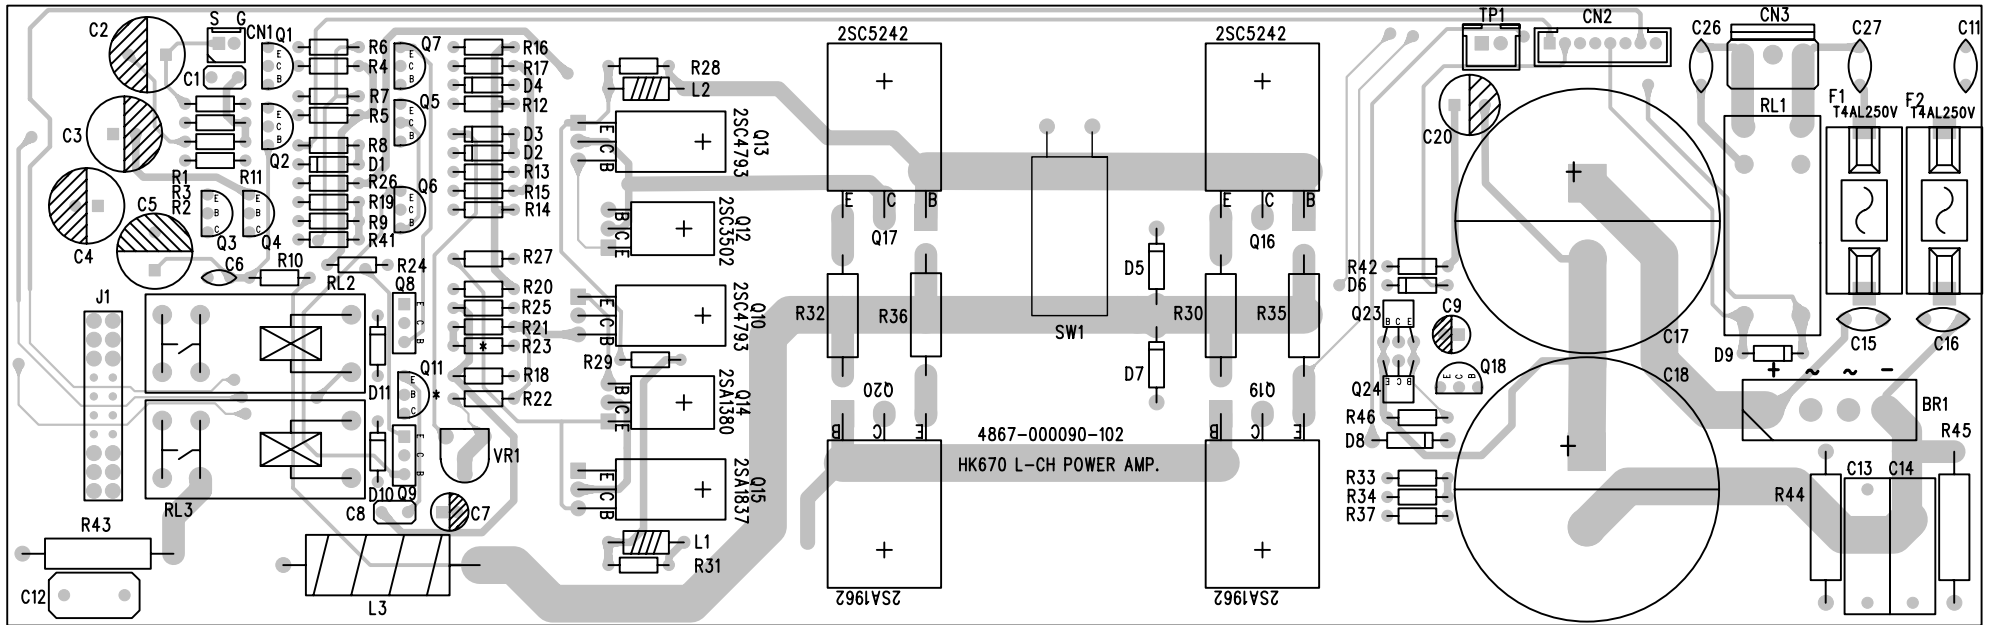 S G
C2
CN1
Q1
R6
R4
Q7
R16
R17
D4
R12
R28
L2
2SC5242
2SC5242
TP1
CN2
C26
CN3
C27
C11
C1
E C B
E C B
R7
R5
Q5
E C B
C3
E C B
Q2
R8
D1
D3
D2
R13
R15
R14
E C B
Q13
2SC4793
C20
RL1
F1
T4AL250V
F2
T4AL250V
R1
R3
R2
R11
R26
R19
R9
R41
Q6
E C B
C5
C4
E B C
Q3
E B C
Q4
B C E
Q12
2SC3502
E C B
Q17
E C B
Q16
+
C6
R10
RL2
R24
R27
D5
R42
D6
J1
Q8
E C B
R20
R25
R21
* R23
R18
R22
E C B
Q10
2SC4793
R29
R32
R36
SW1
R30
R35
Q23
B C E
C9
C17
D9
C15
C16
D11
Q11
E B C
*
B C E
Q14
2SA1380
D7
Q24
E C B
Q18
E C B
C18
+ ~ ~ -
BR1
Q20
B C E
Q19
B C E
R46
D8
+
R45
4867-000090-102
HK670 L-CH POWER AMP.
VR1
E C B
D10
Q9
RL3
C8
C7
E C B
Q15
2SA1837
R33
R34
R37
R44
C13
C14
R43
C12
L3
L1
R31
2SA1962
2SA1962